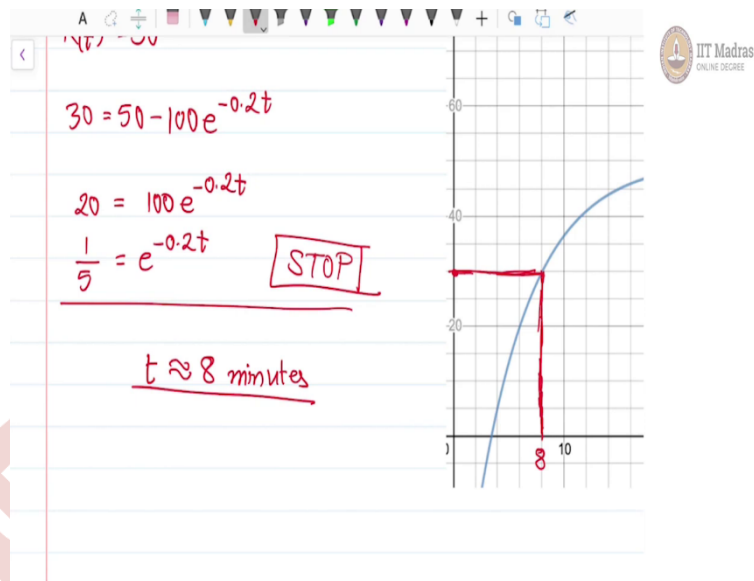 A
IIT Madras
ONLINE DEGREE
30 = 50 - 100e^-0.2t
20 = 100e^-0.2t
1/5 = e^-0.2t
STOP
t ≈ 8 minutes
60
40
20
8
10